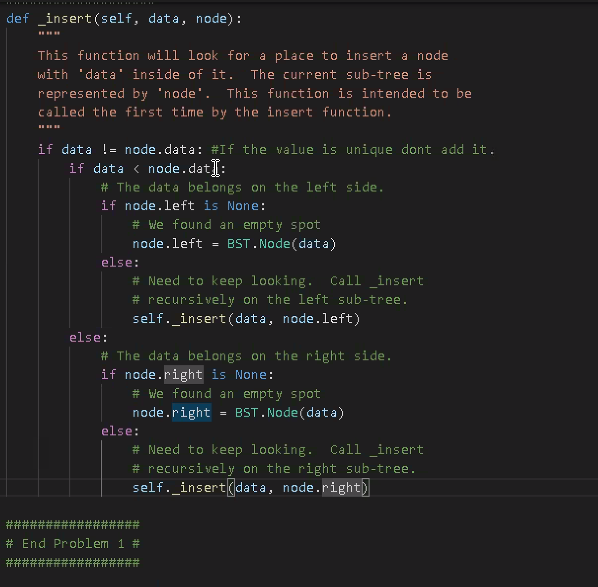 def _insert(self, data, node):
"""
This function will look for a place to insert a node
with 'data' inside of it.  The current sub-tree is
represented by 'node'.  This function is intended to be
called the first time by the insert function.
"""
if data != node.data: #If the value is unique dont add it.
if data < node.data:
# The data belongs on the left side.
if node.left is None:
# We found an empty spot
node.left = BST.Node(data)
else:
# Need to keep looking.  Call _insert
# recursively on the left sub-tree.
self._insert(data, node.left)
else:
# The data belongs on the right side.
if node.right is None:
# We found an empty spot
node.right = BST.Node(data)
else:
# Need to keep looking.  Call _insert
# recursively on the right sub-tree.
self._insert(data, node.right)
#################
# End Problem 1 #
#################